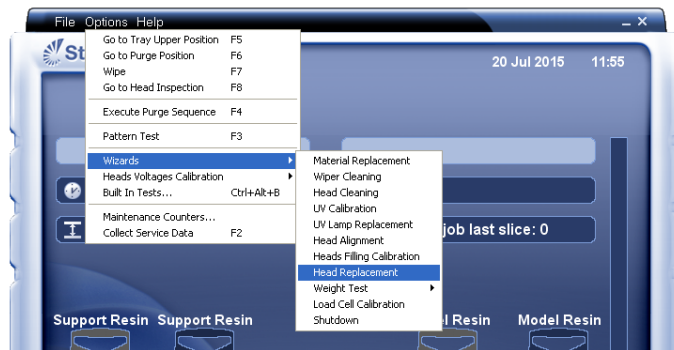 File Options Help
St
20 Jul 2015 11:55
Go to Tray Upper Position F5
Go to Purge Position F6
Wipe F7
Go to Head Inspection F8
Execute Purge Sequence F4
Pattern Test F3
Wizards
Heads Voltages Calibration
Built In Tests... Ctrl+Alt+B
Maintenance Counters...
Collect Service Data F2
Material Replacement
Wiper Cleaning
Head Cleaning
UV Calibration
UV Lamp Replacement
Head Alignment
Heads Filling Calibration
Head Replacement
Weight Test
Load Cell Calibration
Shutdown
job last slice: 0
Support Resin Support Resin el Resin Model Resin